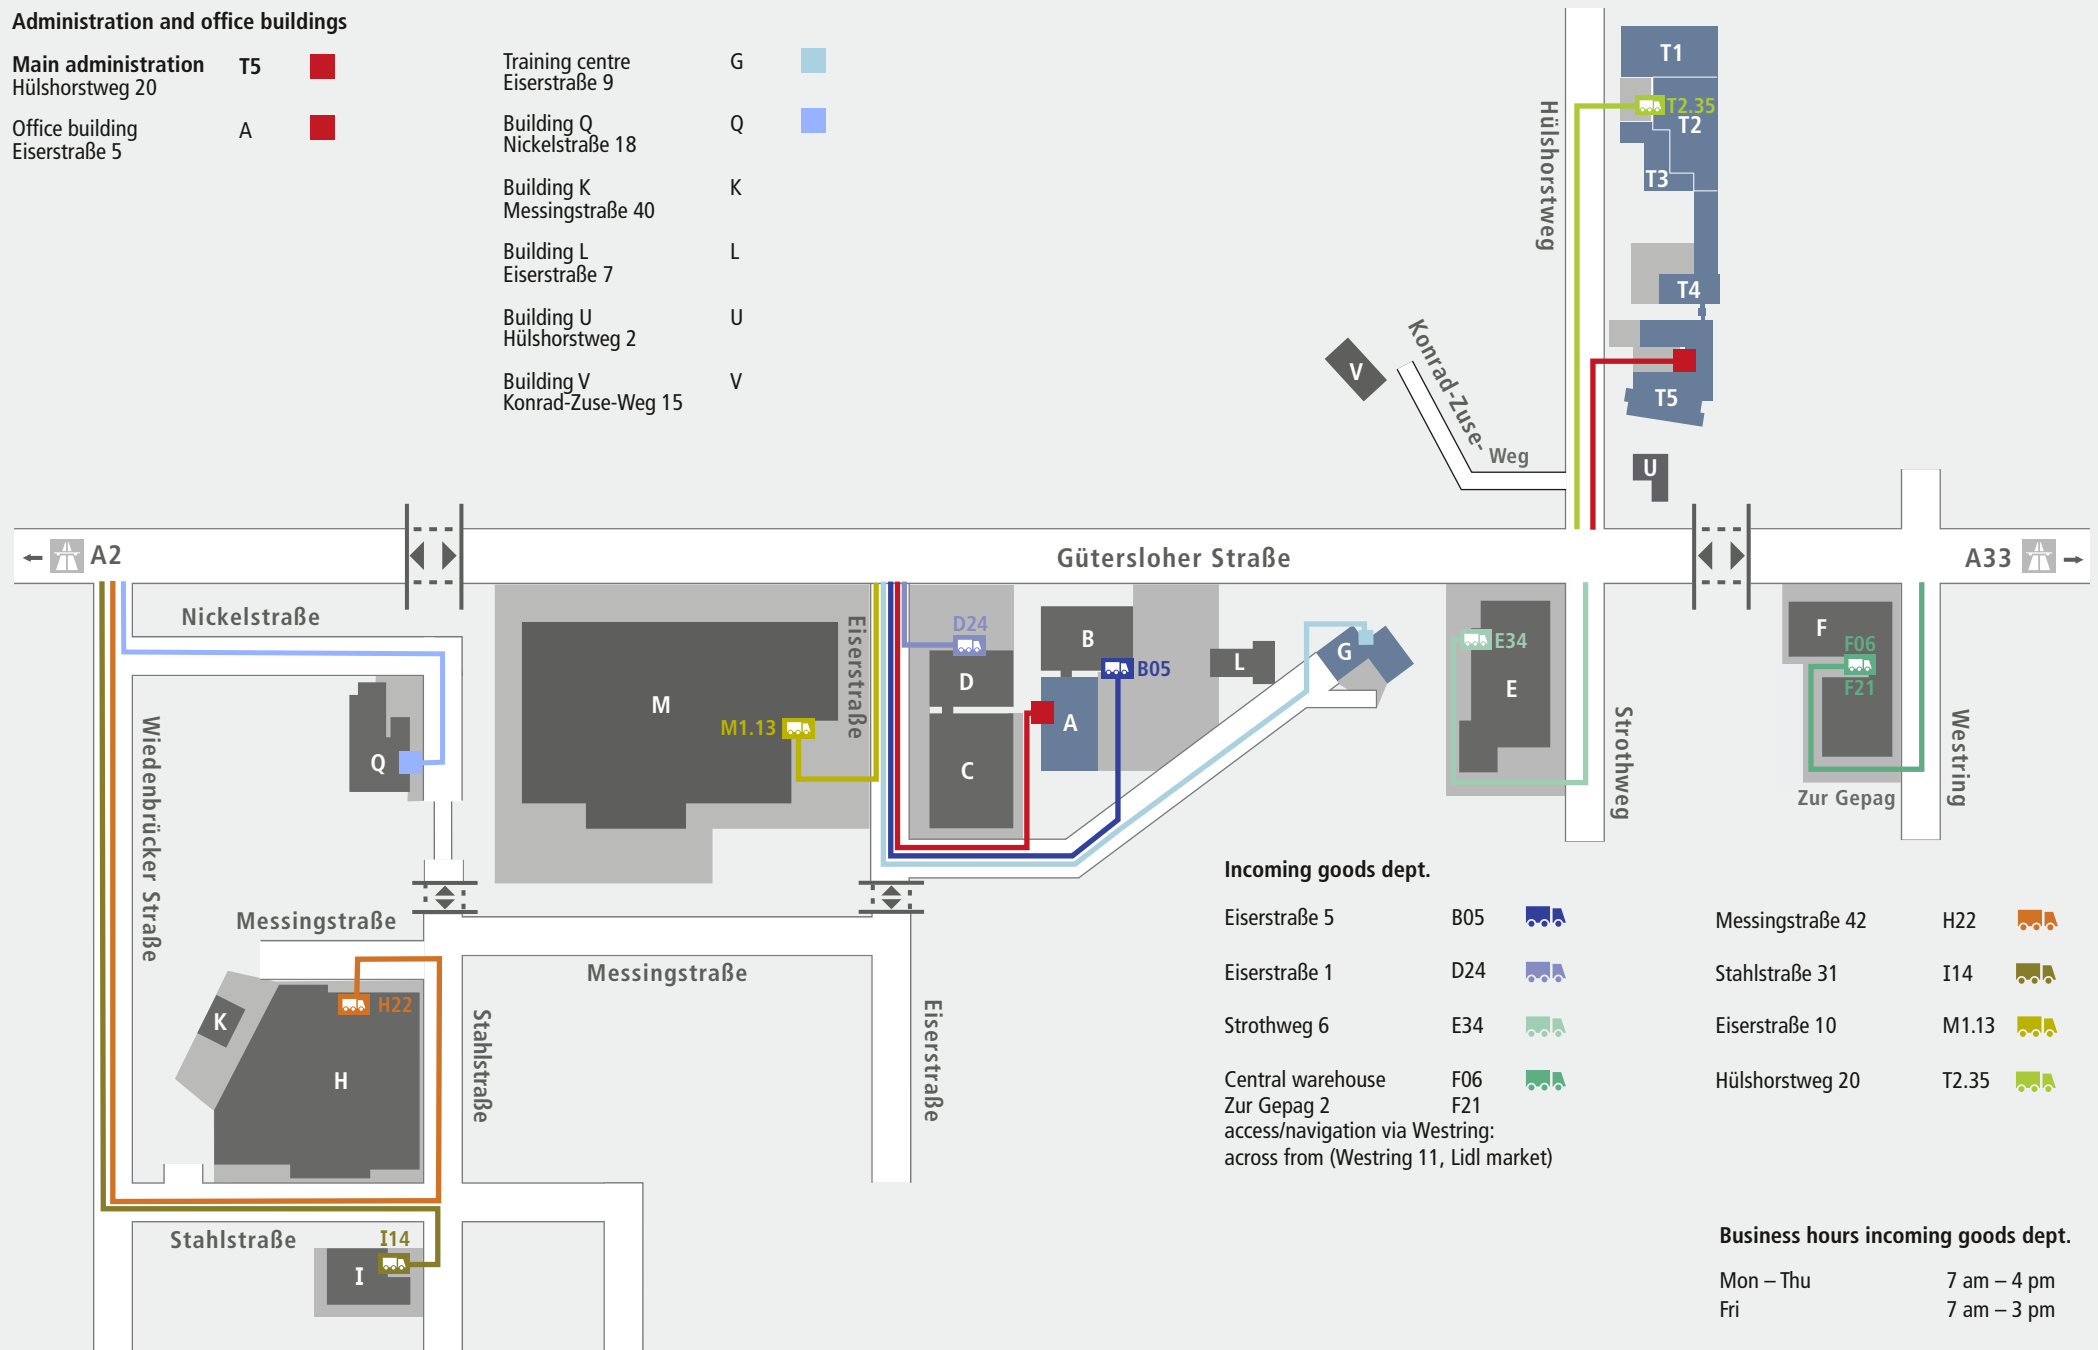 Administration and office buildings
Main administration T5
Hülshorstweg 20
Office building A
Eiserstraße 5
Training centre G
Eiserstraße 9
Building Q Q
Nickelstraße 18
Building K K
Messingstraße 40
Building L L
Eiserstraße 7
Building U U
Hülshorstweg 2
Building V V
Konrad-Zuse-Weg 15
T1
T2.35
T2
T3
T4
T5
U
Hülshorstweg
V
Konrad-Zuse-
Weg
A2
Gütersloher Straße
A33
Nickelstraße
Wiedenbrücker Straße
Q
M
M1.13
Eiserstraße
D24
D
C
B
B05
A
L
G
E34
E
Strothweg
F
F06
F21
Zur Gepag
Westring
Messingstraße
Messingstraße
K
H22
H
Stahlstraße
Eiserstraße
Stahlstraße
I14
I
Incoming goods dept.
Eiserstraße 5 B05
Eiserstraße 1 D24
Strothweg 6 E34
Central warehouse F06
Zur Gepag 2 F21
access/navigation via Westring:
across from (Westring 11, Lidl market)
Messingstraße 42 H22
Stahlstraße 31 I14
Eiserstraße 10 M1.13
Hülshorstweg 20 T2.35
Business hours incoming goods dept.
Mon – Thu 7 am – 4 pm
Fri 7 am – 3 pm